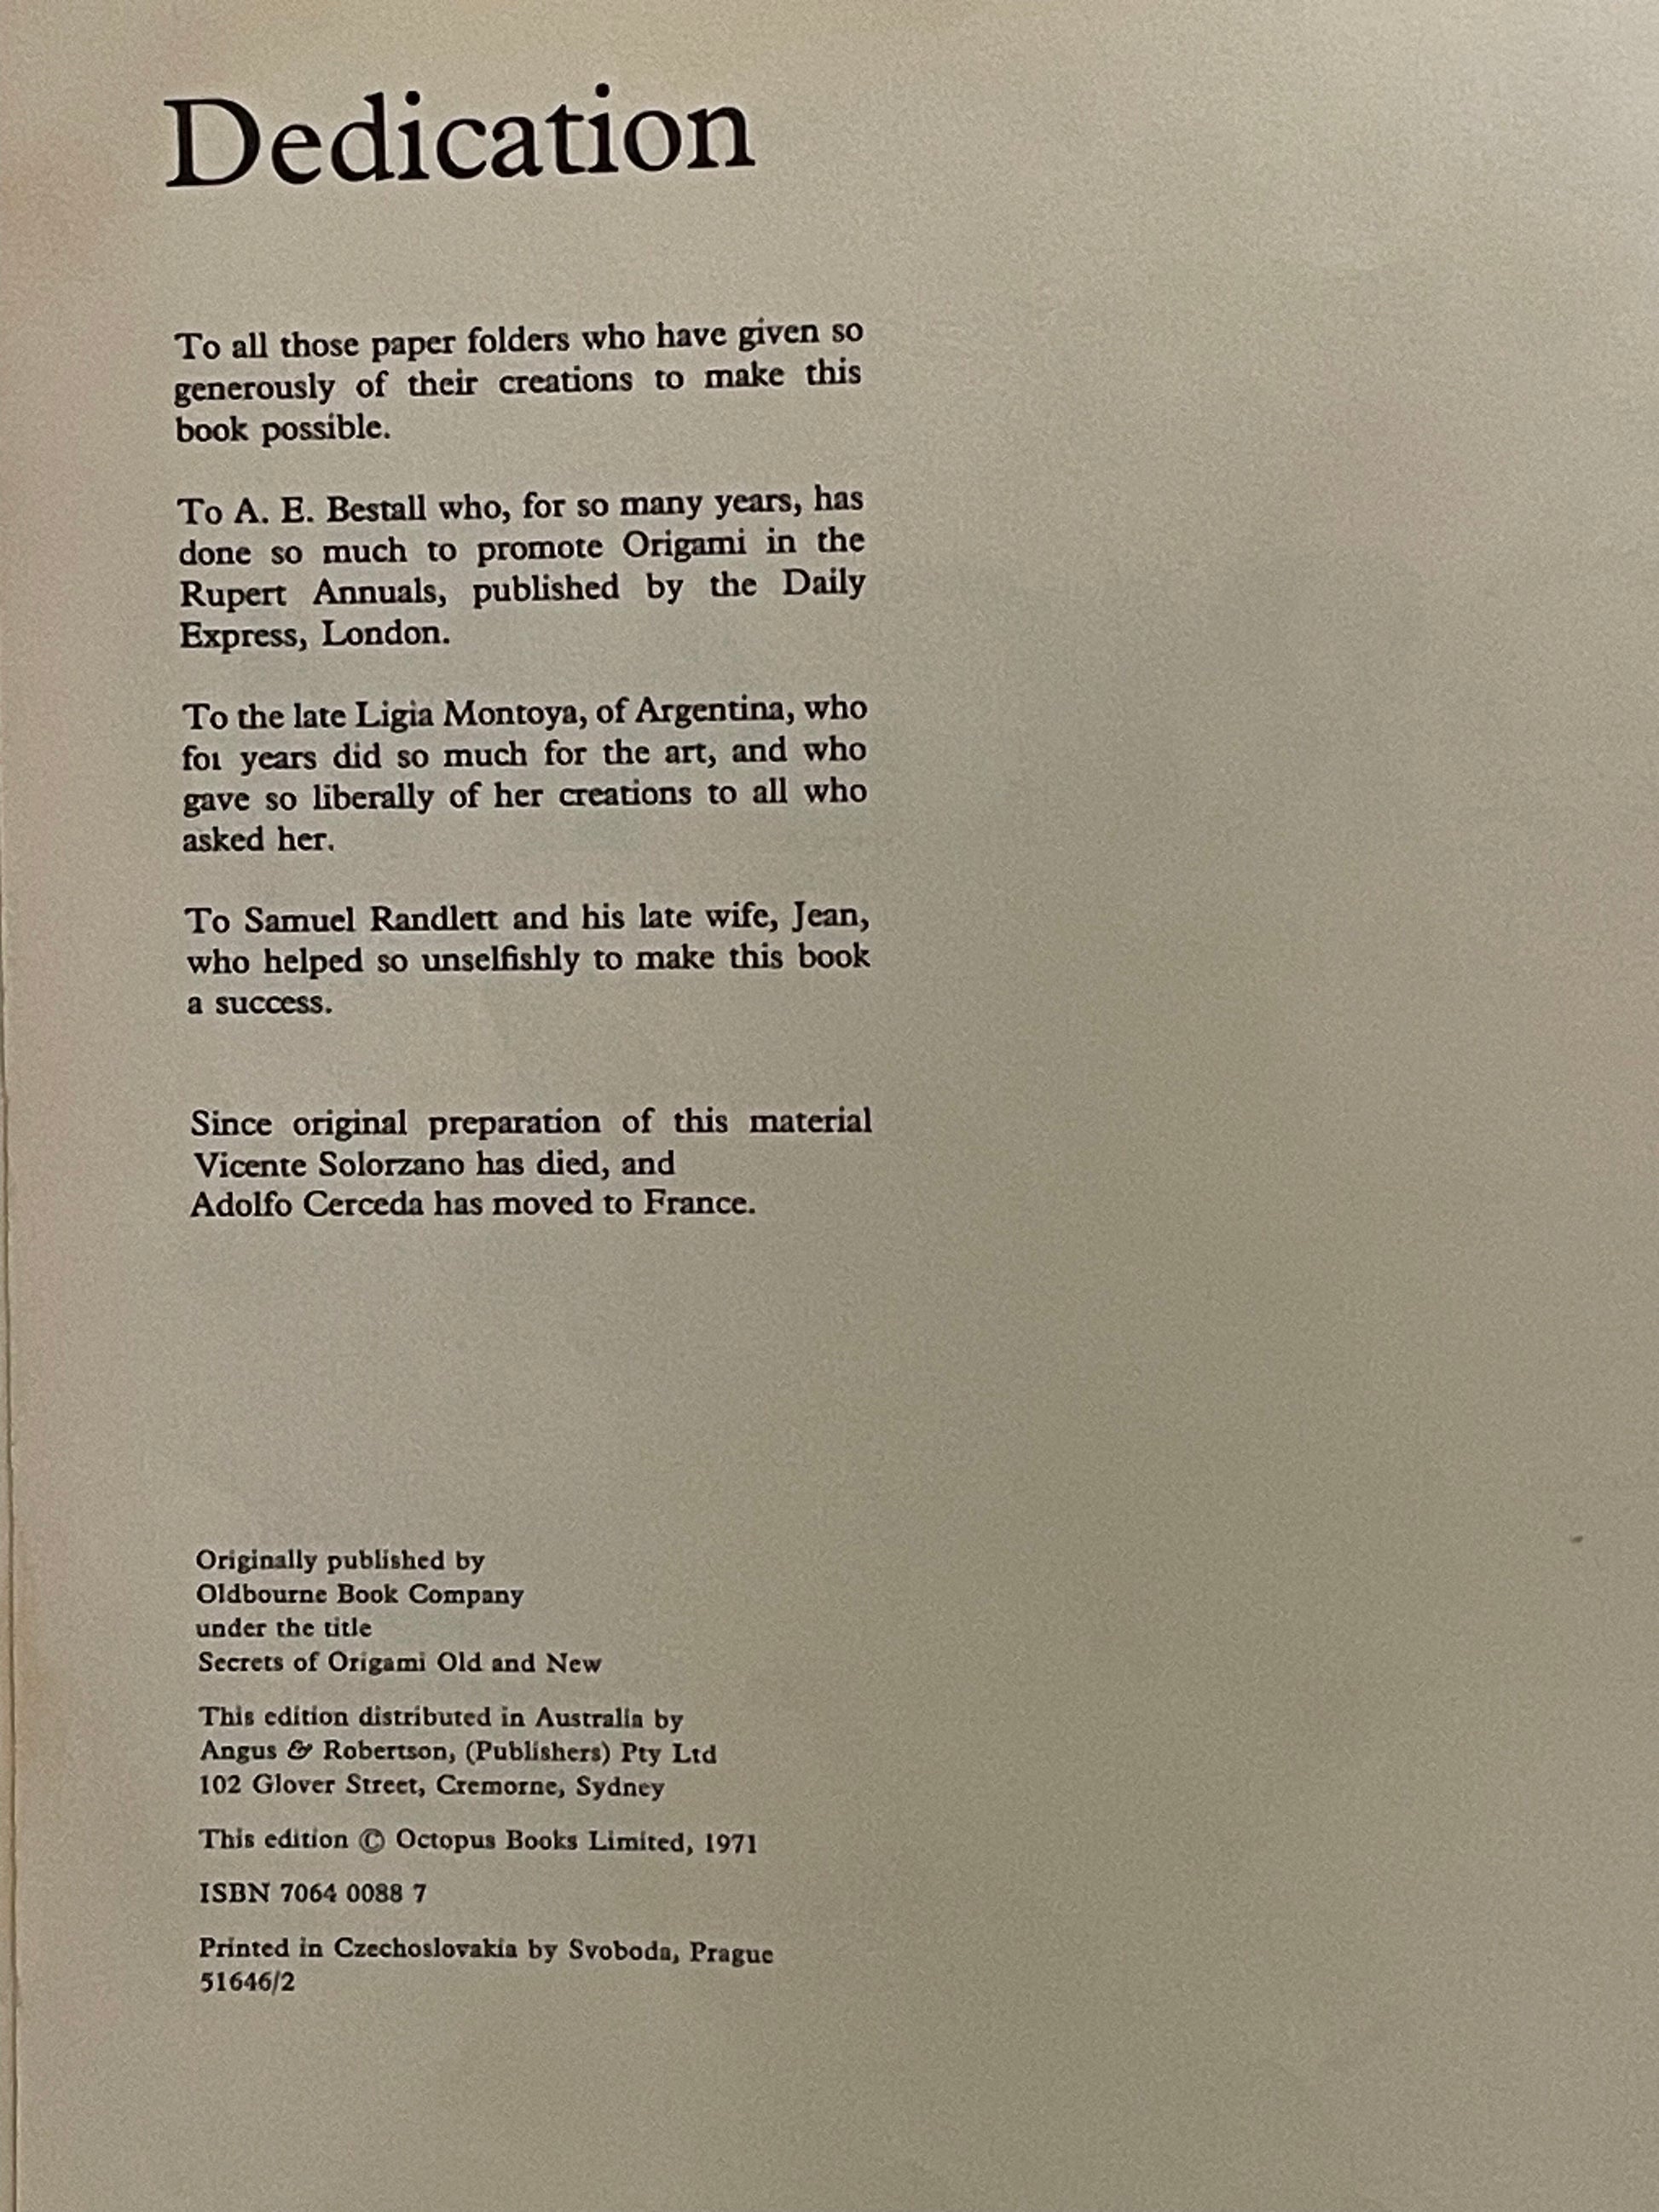 Dedication
To all those paper folders who have given so
generously of their creations to make this
book possible.
To A. E. Bestall who, for so many years, has
done so much to promote Origami in the
Rupert Annuals, published by the Daily
Express, London.
To the late Ligia Montoya, of Argentina, who
for years did so much for the art, and who
gave so liberally of her creations to all who
asked her.
To Samuel Randlett and his late wife, Jean,
who helped so unselfishly to make this book
a success.
Since original preparation of this material
Vicente Solorzano has died, and
Adolfo Cerceda has moved to France.
Originally published by
Oldbourne Book Company
under the title
Secrets of Origami Old and New
This edition distributed in Australia by
Angus & Robertson, (Publishers) Pty Ltd
102 Glover Street, Cremorne, Sydney
This edition © Octopus Books Limited, 1971
ISBN 7064 0088 7
Printed in Czechoslovakia by Svoboda, Prague
51646/2